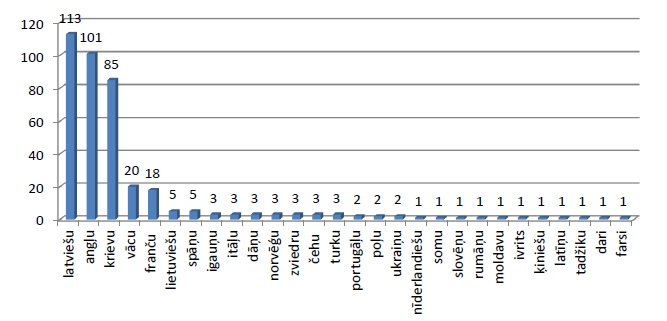 120
100
80
60
40
20
0
113
101
85
20
18
5
5
3
3
3
3
3
3
3
2
2
2
1
1
1
1
1
1
1
1
1
1
1
latviešu
angļu
krievu
vācu
franču
lietuviešu
spāņu
igauņu
itāļu
dāņu
norvēģu
zviedru
čehu
turku
portugāļu
poļu
ukraiņu
nīderlandiešu
somu
slovēņu
rumāņu
moldavu
ivrits
ķīniešu
latīņu
tadžiku
darī
farsi